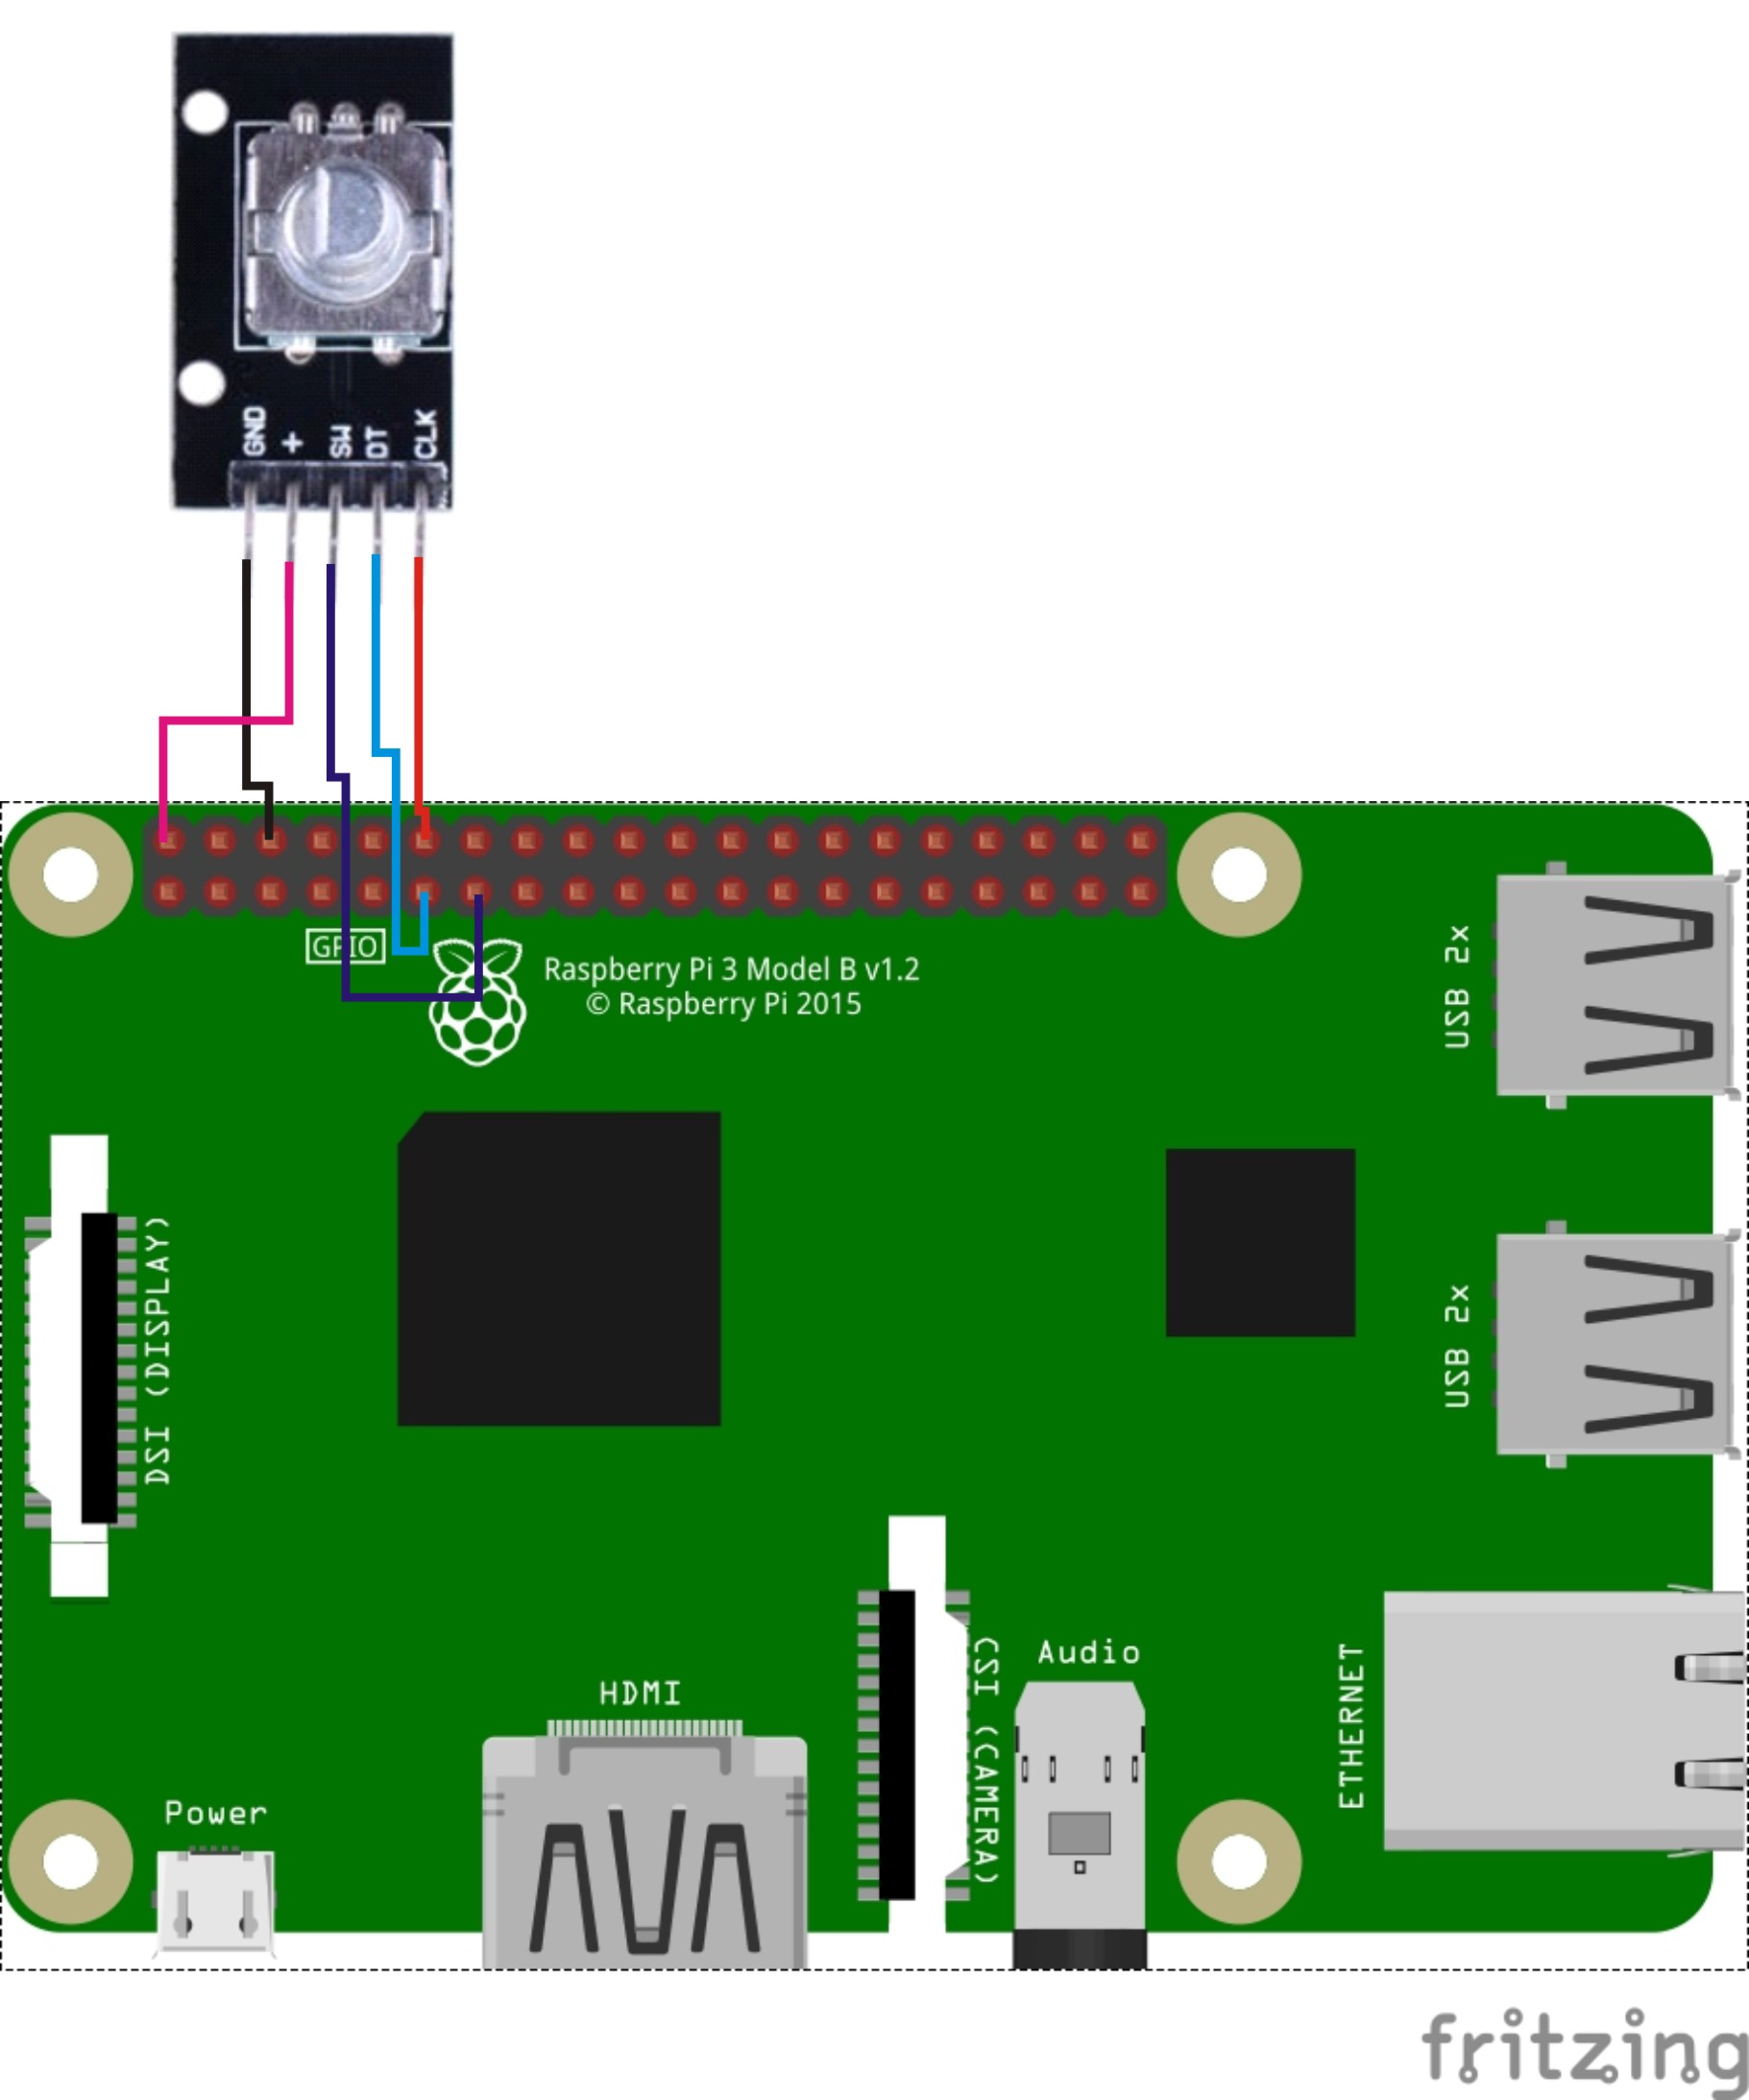 GND
+
SW
DT
CLK
GPIO
Raspberry Pi 3 Model B v1.2
© Raspberry Pi 2015
USB 2x
USB 2x
DSI (DISPLAY)
ETHERNET
CSI (CAMERA)
Audio
HDMI
Power
fritzing